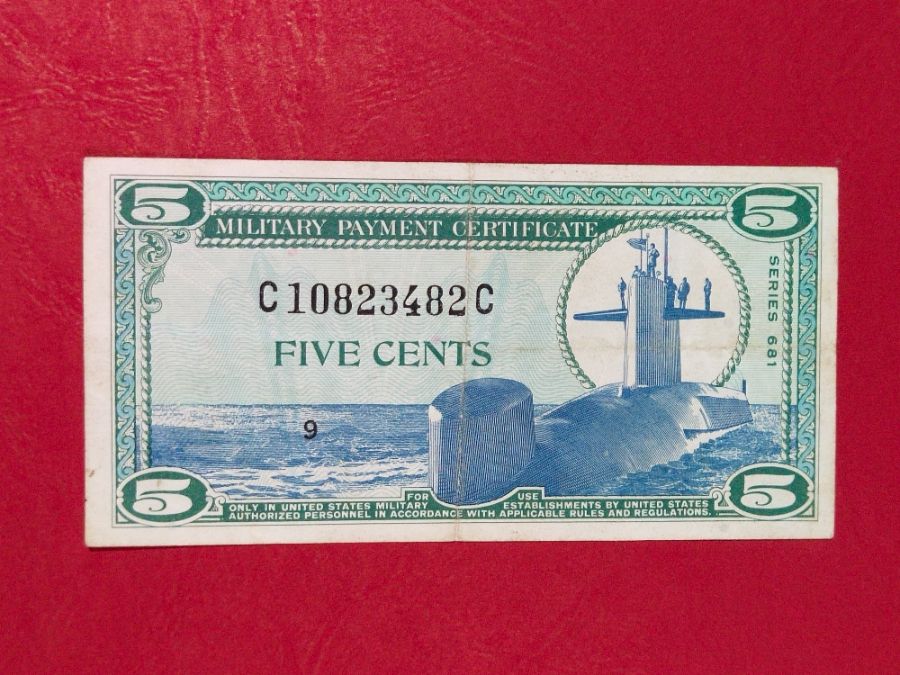 5 5
MILITARY PAYMENT CERTIFICATE
SERIES 681
C10823482C
FIVE CENTS
9
5 5
FOR USE
ONLY IN UNITED STATES MILITARY ESTABLISHMENTS BY UNITED STATES
AUTHORIZED PERSONNEL IN ACCORDANCE WITH APPLICABLE RULES AND REGULATIONS.